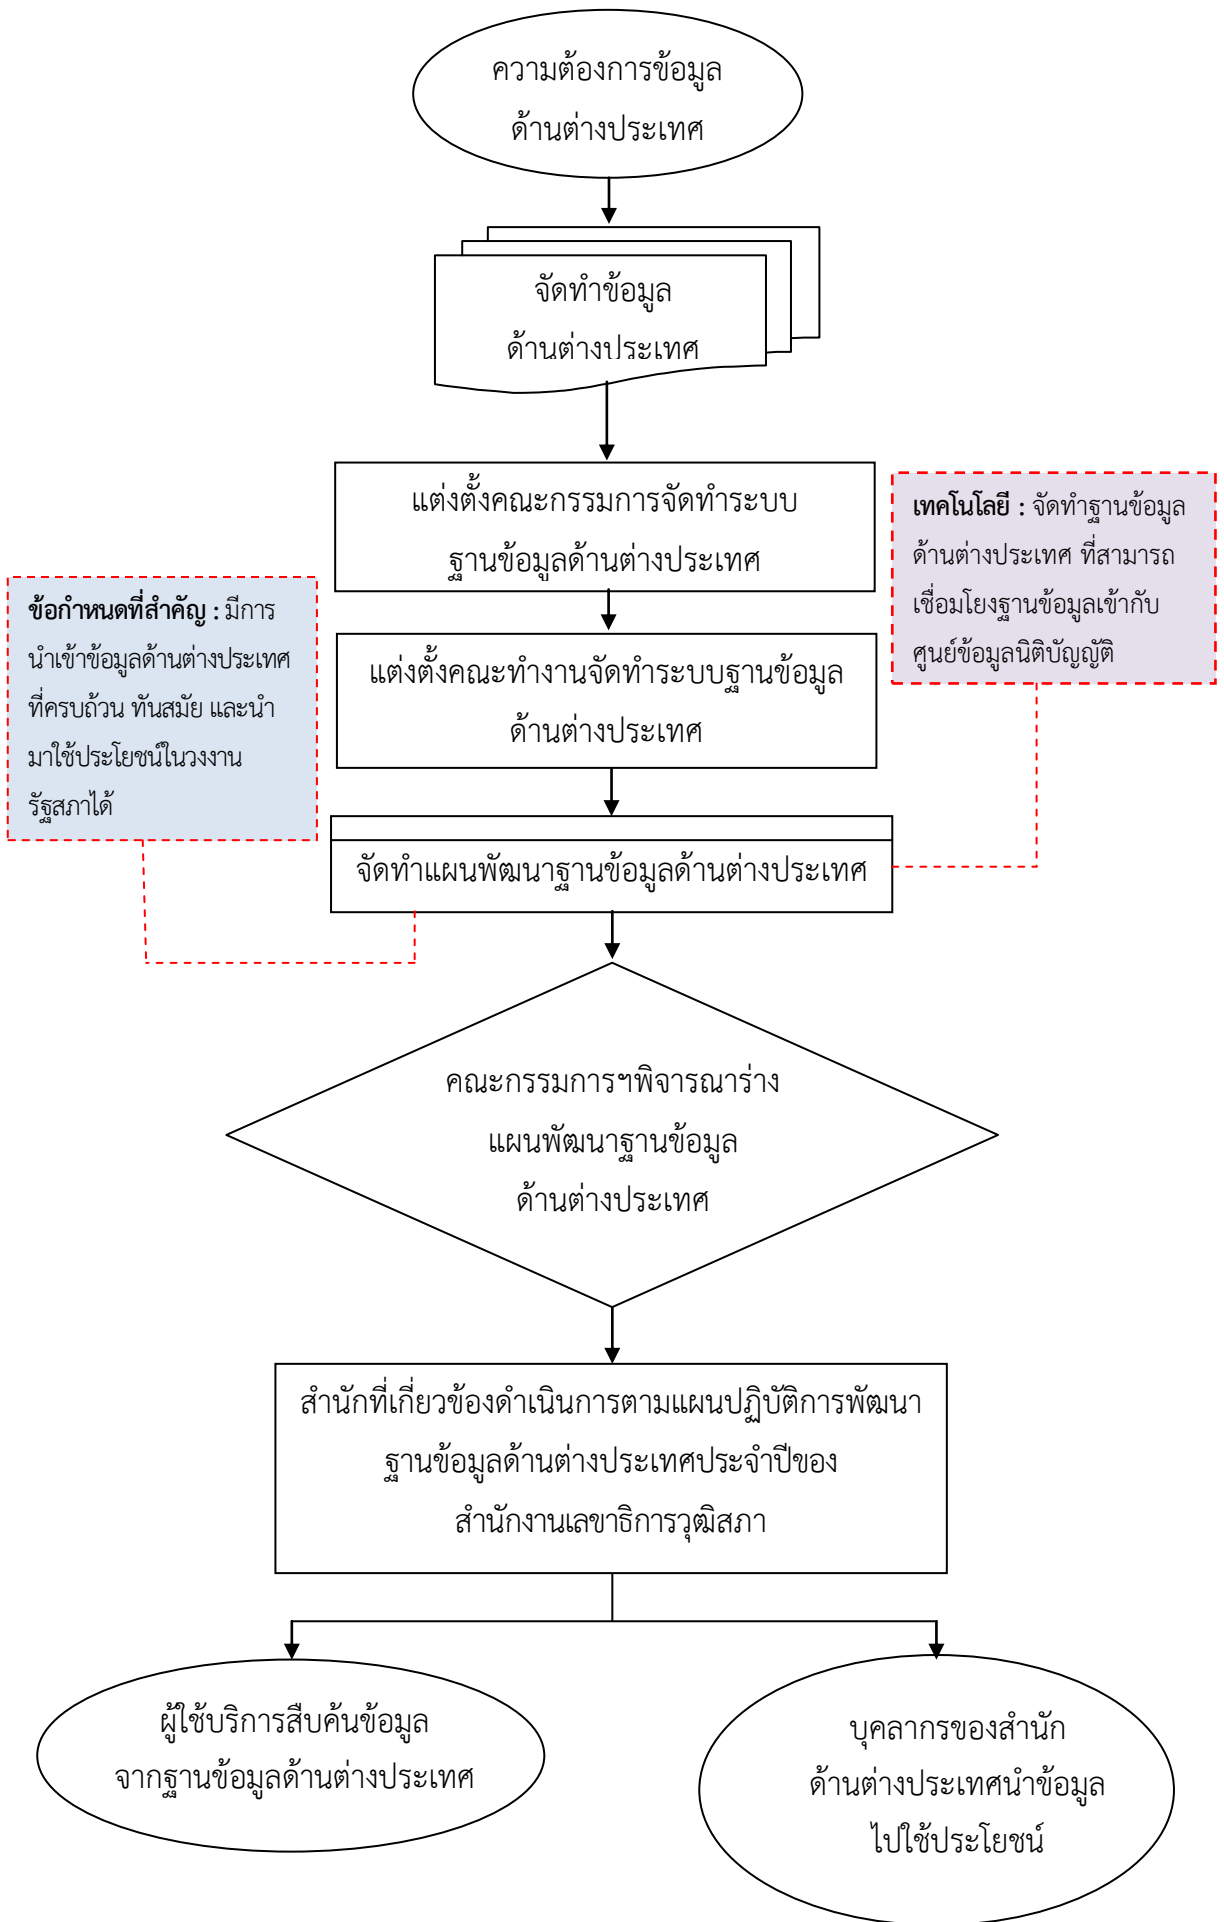 ความต้องการข้อมูล
ด้านต่างประเทศ
จัดทำข้อมูล
ด้านต่างประเทศ
แต่งตั้งคณะกรรมการจัดทำระบบ
ฐานข้อมูลด้านต่างประเทศ
เทคโนโลยี : จัดทำฐานข้อมูล
ด้านต่างประเทศ ที่สามารถ
เชื่อมโยงฐานข้อมูลเข้ากับ
ศูนย์ข้อมูลนิติบัญญัติ
ข้อกำหนดที่สำคัญ : มีการ
นำเข้าข้อมูลด้านต่างประเทศ
ที่ครบถ้วน ทันสมัย และนำ
มาใช้ประโยชน์ในวงงาน
รัฐสภาได้
แต่งตั้งคณะทำงานจัดทำระบบฐานข้อมูล
ด้านต่างประเทศ
จัดทำแผนพัฒนาฐานข้อมูลด้านต่างประเทศ
คณะกรรมการฯพิจารณาร่าง
แผนพัฒนาฐานข้อมูล
ด้านต่างประเทศ
สำนักที่เกี่ยวข้องดำเนินการตามแผนปฏิบัติการพัฒนา
ฐานข้อมูลด้านต่างประเทศประจำปีของ
สำนักงานเลขาธิการวุฒิสภา
ผู้ใช้บริการสืบค้นข้อมูล
จากฐานข้อมูลด้านต่างประเทศ
บุคลากรของสำนัก
ด้านต่างประเทศนำข้อมูล
ไปใช้ประโยชน์